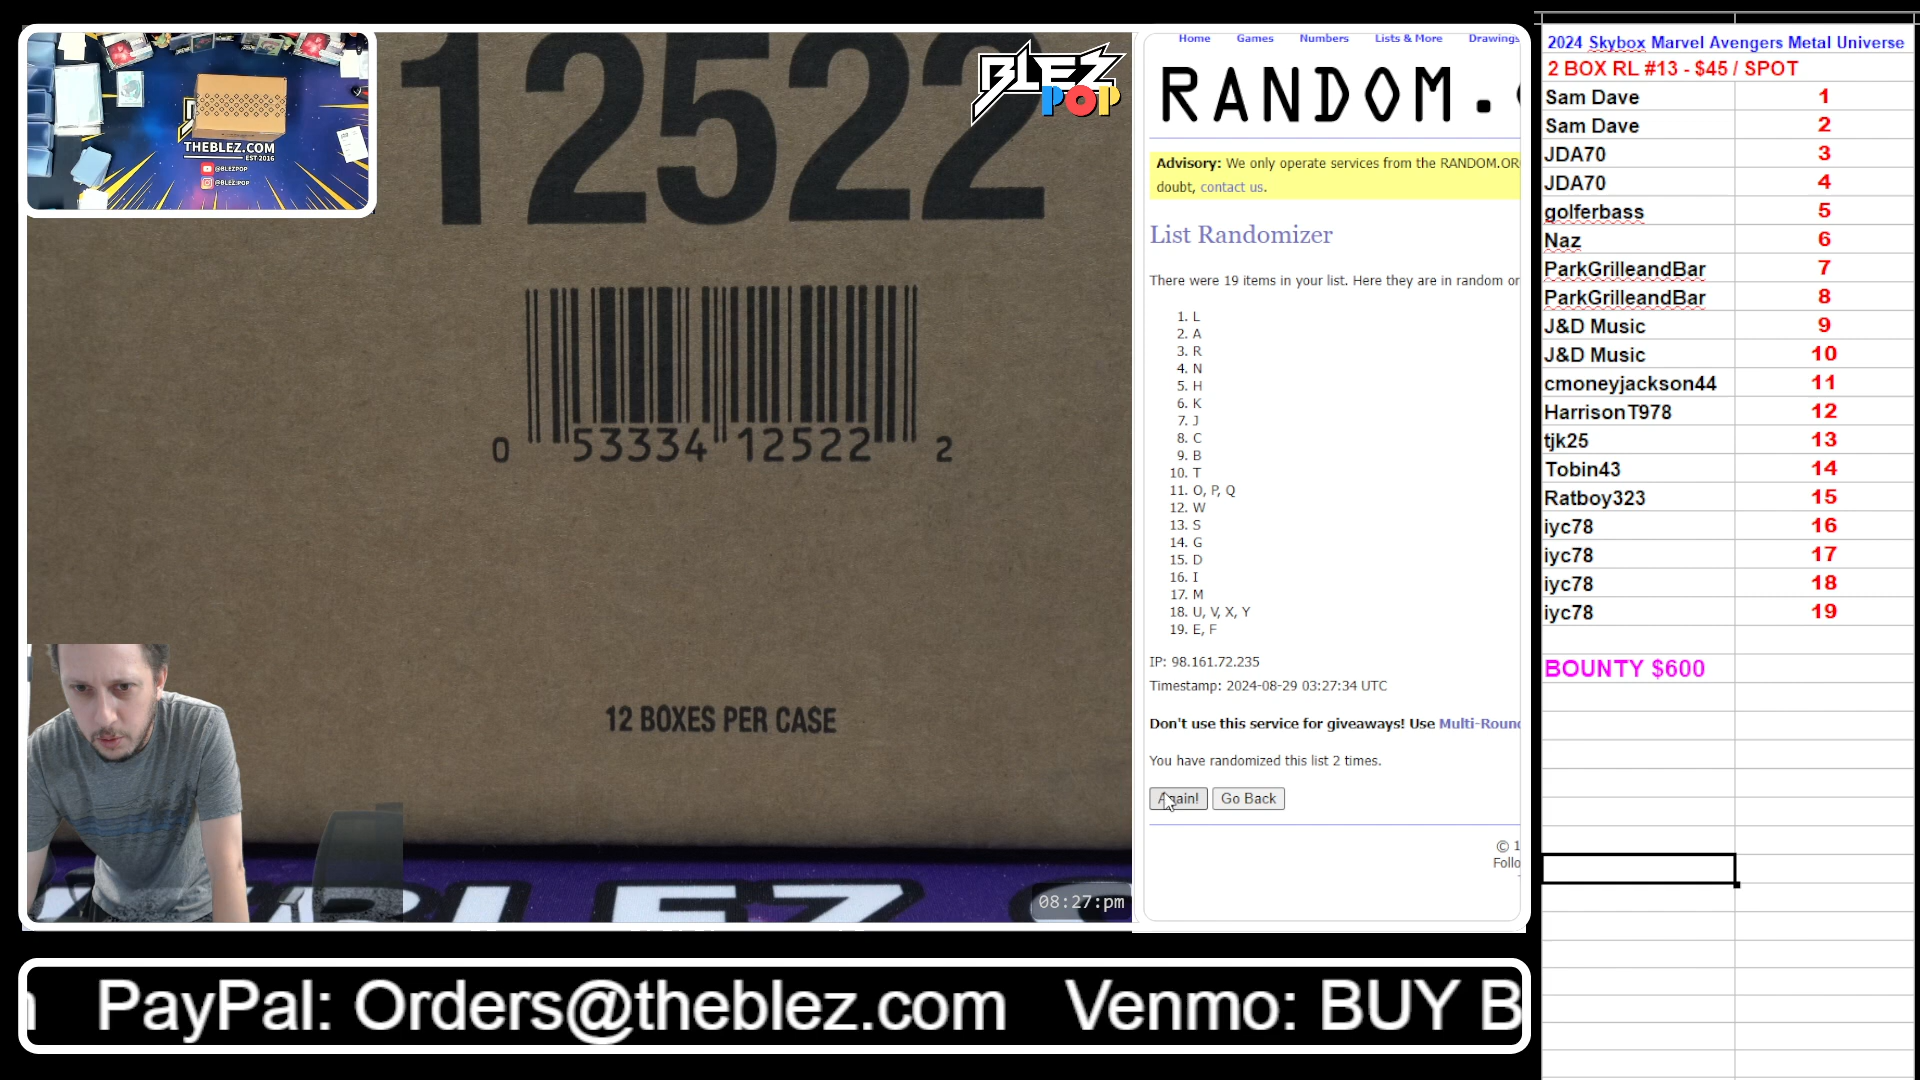 12522
BLEZ
POP
THEBLEZ.COM
EST 2016
@BLEZPOP
@BLEZ.POP
0 53334 12522 2
12 BOXES PER CASE
BLEZ
08:27:pm
Home Games Numbers Lists & More Drawings
RANDOM.
Advisory: We only operate services from the RANDOM.OR
doubt, contact us.
List Randomizer
There were 19 items in your list. Here they are in random or
1. L
2. A
3. R
4. N
5. H
6. K
7. J
8. C
9. B
10. T
11. O, P, Q
12. W
13. S
14. G
15. D
16. I
17. M
18. U, V, X, Y
19. E, F
IP: 98.161.72.235
Timestamp: 2024-08-29 03:27:34 UTC
Don't use this service for giveaways! Use Multi-Roun
You have randomized this list 2 times.
Again! Go Back
© 1
Follo
2024 Skybox Marvel Avengers Metal Universe
2 BOX RL #13 - $45 / SPOT
Sam Dave 1
Sam Dave 2
JDA70 3
JDA70 4
golferbass 5
Naz 6
ParkGrilleandBar 7
ParkGrilleandBar 8
J&D Music 9
J&D Music 10
cmoneyjackson44 11
HarrisonT978 12
tjk25 13
Tobin43 14
Ratboy323 15
iyc78 16
iyc78 17
iyc78 18
iyc78 19
BOUNTY $600
PayPal: Orders@theblez.com Venmo: BUY B